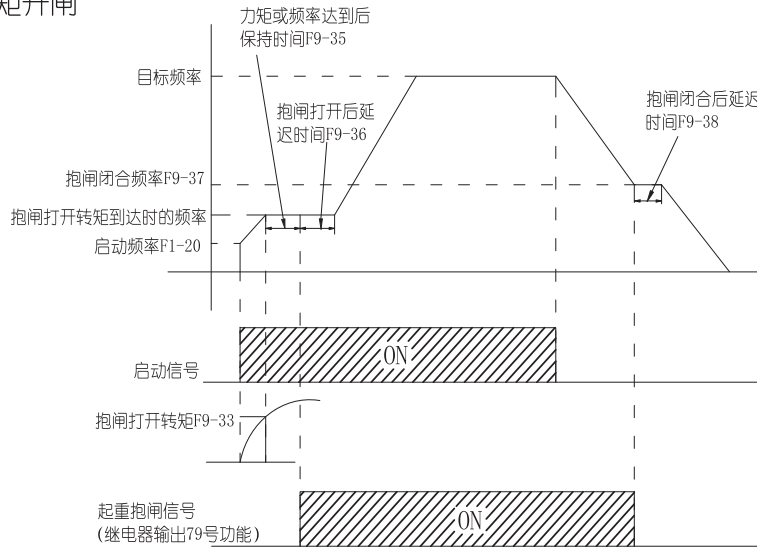 矩开闸
力矩或频率达到后
保持时间F9-35
目标频率
抱闸打开后延
迟时间F9-36
抱闸闭合后延迟
时间F9-38
抱闸闭合频率F9-37
抱闸打开转矩到达时的频率
启动频率F1-20
ON
启动信号
抱闸打开转矩F9-33
起重抱闸信号
(继电器输出79号功能)
ON